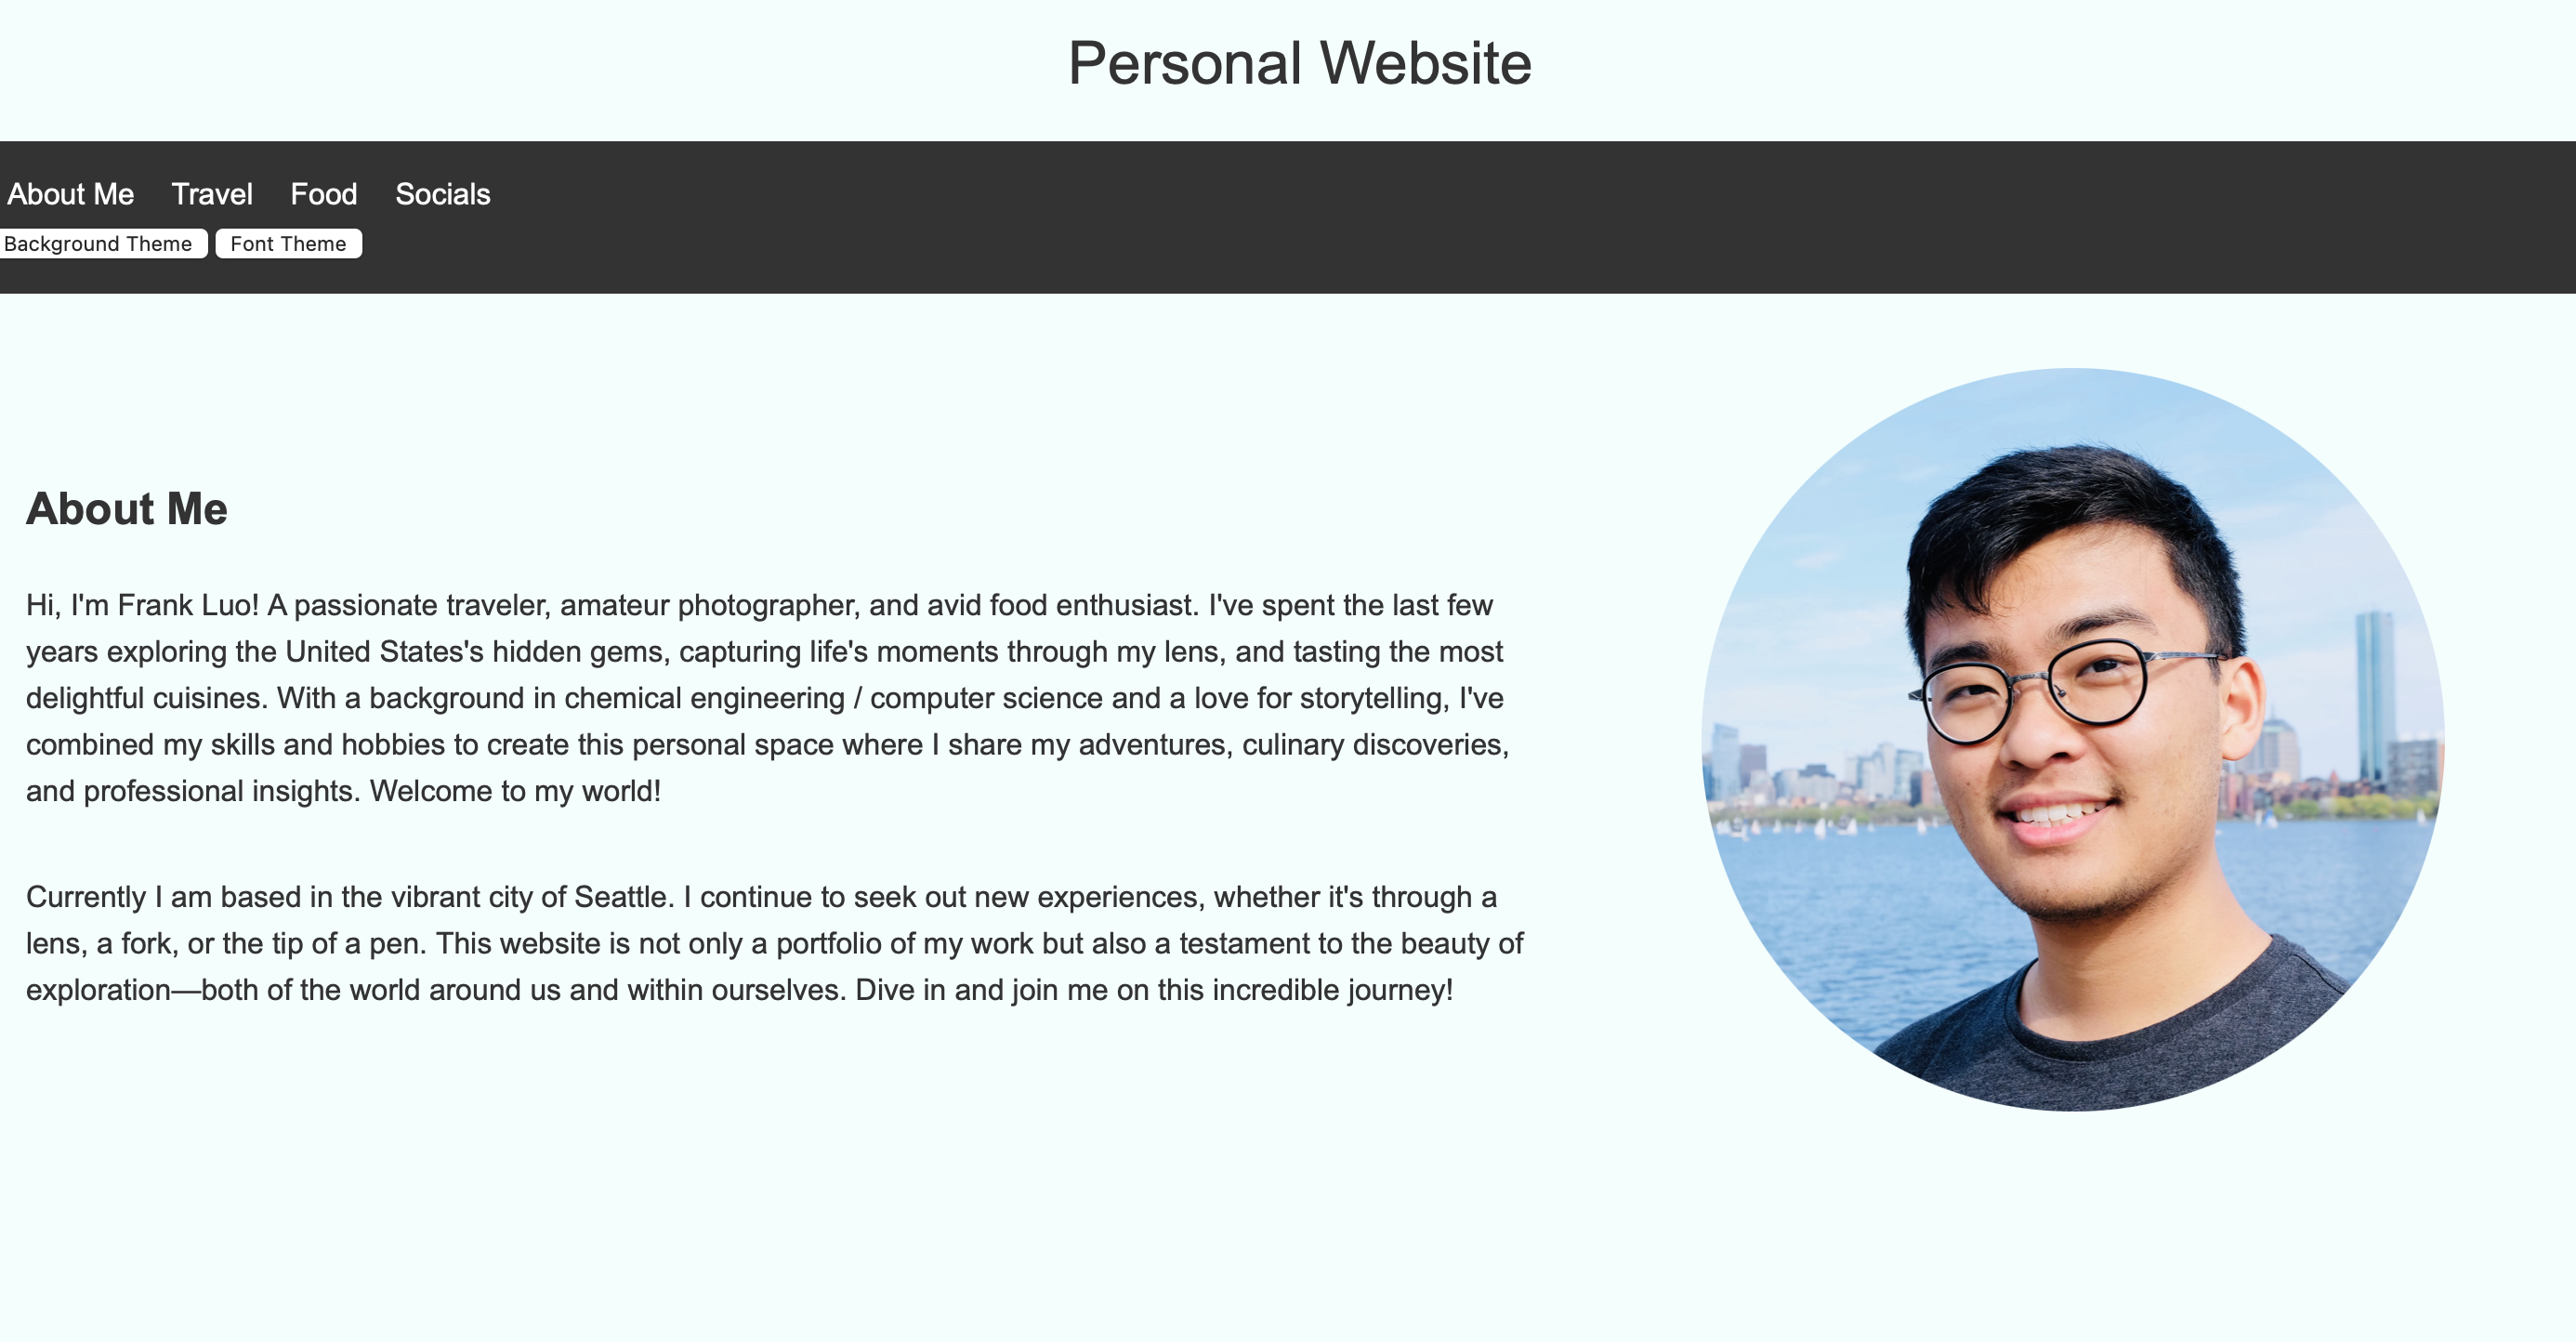 Personal Website
About Me Travel Food Socials
Background Theme Font Theme
About Me
Hi, I'm Frank Luo! A passionate traveler, amateur photographer, and avid food enthusiast. I've spent the last few
years exploring the United States's hidden gems, capturing life's moments through my lens, and tasting the most
delightful cuisines. With a background in chemical engineering / computer science and a love for storytelling, I've
combined my skills and hobbies to create this personal space where I share my adventures, culinary discoveries,
and professional insights. Welcome to my world!
Currently I am based in the vibrant city of Seattle. I continue to seek out new experiences, whether it's through a
lens, a fork, or the tip of a pen. This website is not only a portfolio of my work but also a testament to the beauty of
exploration—both of the world around us and within ourselves. Dive in and join me on this incredible journey!